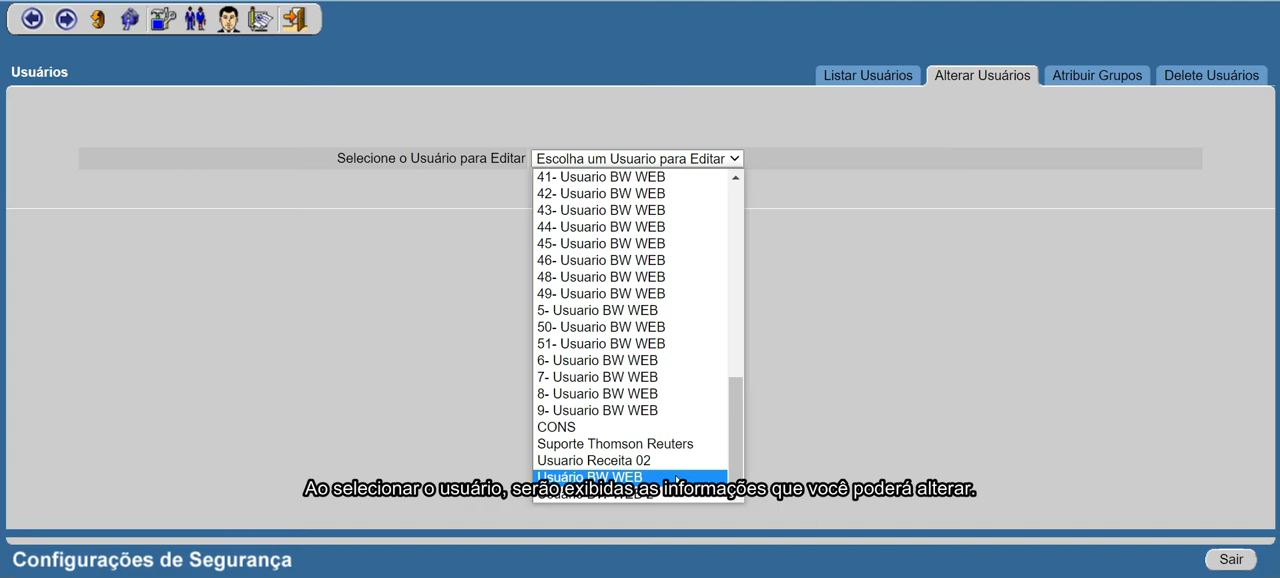 Usuários
Listar Usuários
Alterar Usuários
Atribuir Grupos
Delete Usuários
Selecione o Usuário para Editar
Escolha um Usuario para Editar
41- Usuario BW WEB
42- Usuario BW WEB
43- Usuario BW WEB
44- Usuario BW WEB
45- Usuario BW WEB
46- Usuario BW WEB
48- Usuario BW WEB
49- Usuario BW WEB
5- Usuario BW WEB
50- Usuario BW WEB
51- Usuario BW WEB
6- Usuario BW WEB
7- Usuario BW WEB
8- Usuario BW WEB
9- Usuario BW WEB
CONS
Suporte Thomson Reuters
Usuario Receita 02
Usuário BW WEB
Ao selecionar o usuário, serão exibidas as informações que você poderá alterar.
Configurações de Segurança
Sair